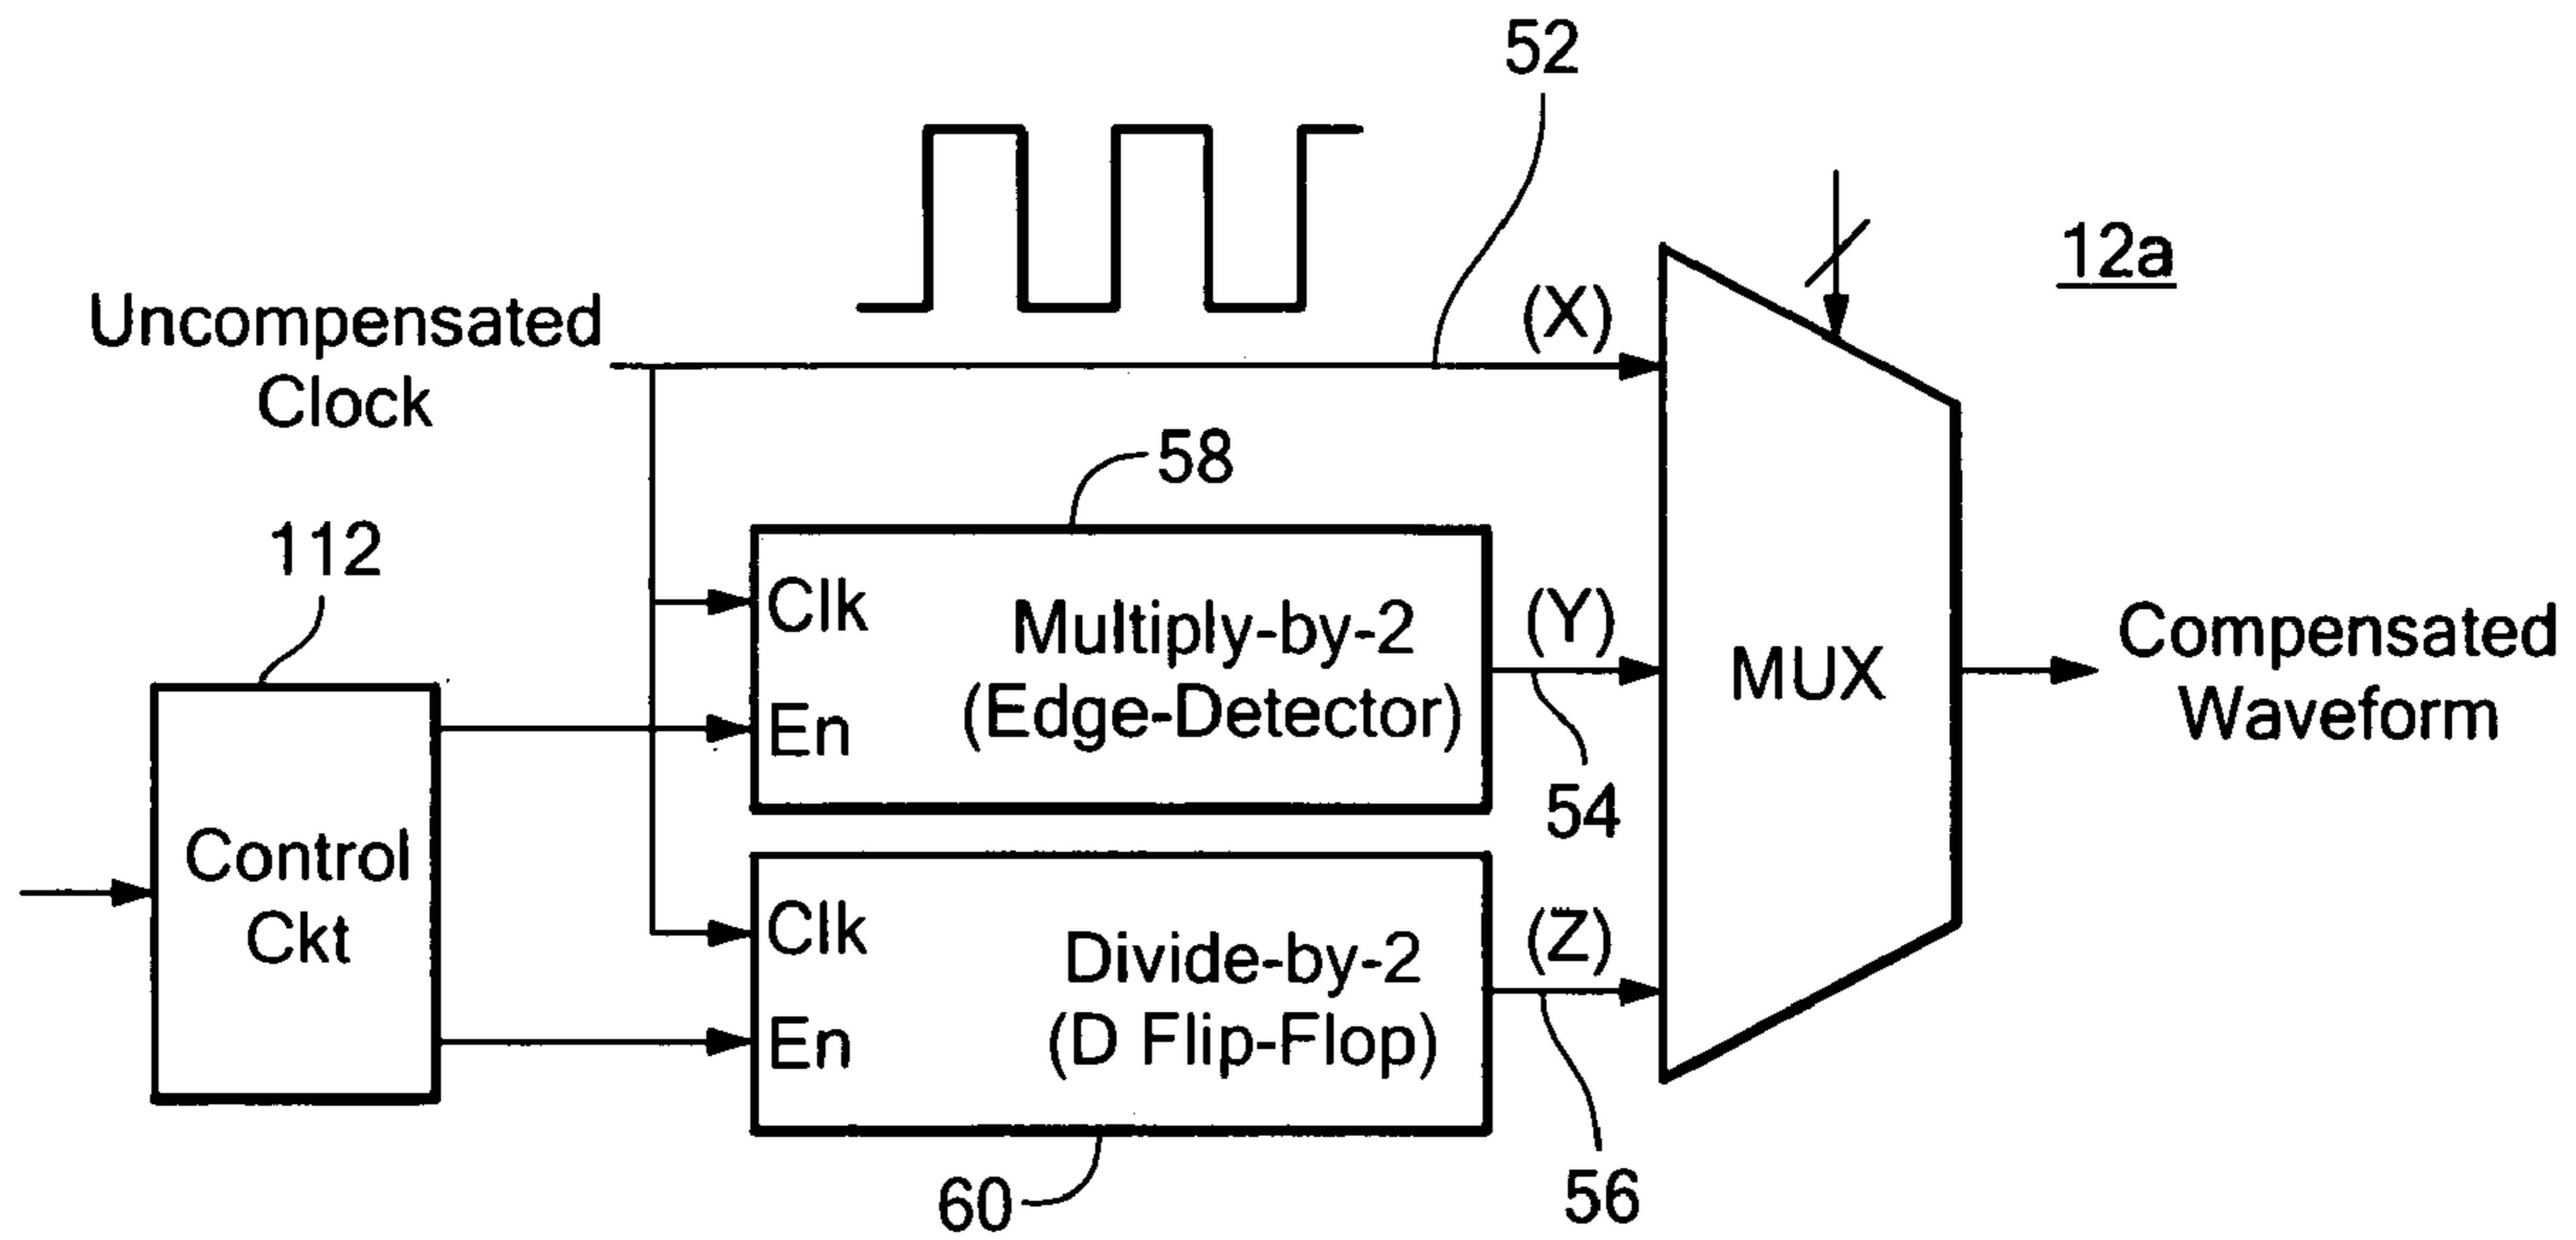 52
12a
(X)
Uncompensated
Clock
58
112
Clk
Multiply-by-2
(Edge-Detector)
En
(Y)
54
MUX
Compensated
Waveform
Control
Ckt
Clk
Divide-by-2
(D Flip-Flop)
En
(Z)
56
60